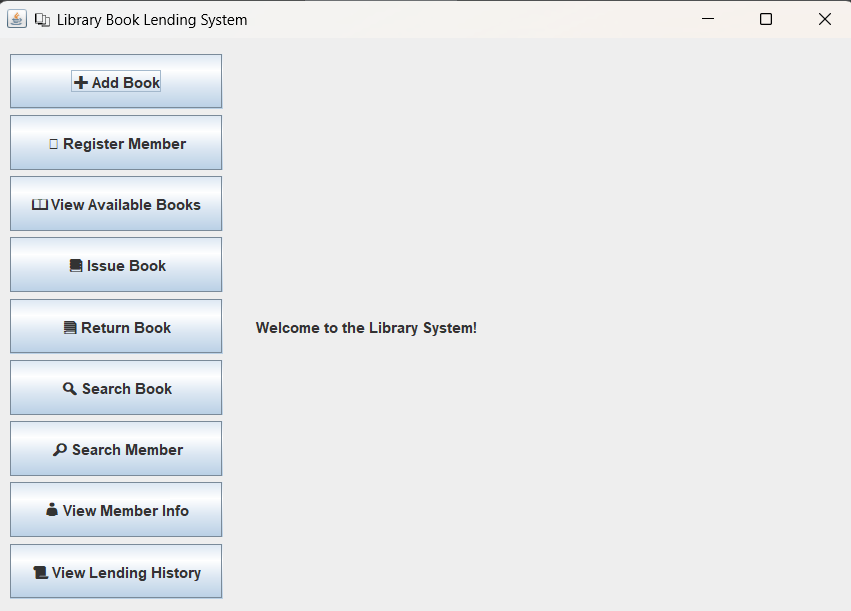 Library Book Lending System
Add Book
Register Member
View Available Books
Issue Book
Return Book
Welcome to the Library System!
Search Book
Search Member
View Member Info
View Lending History